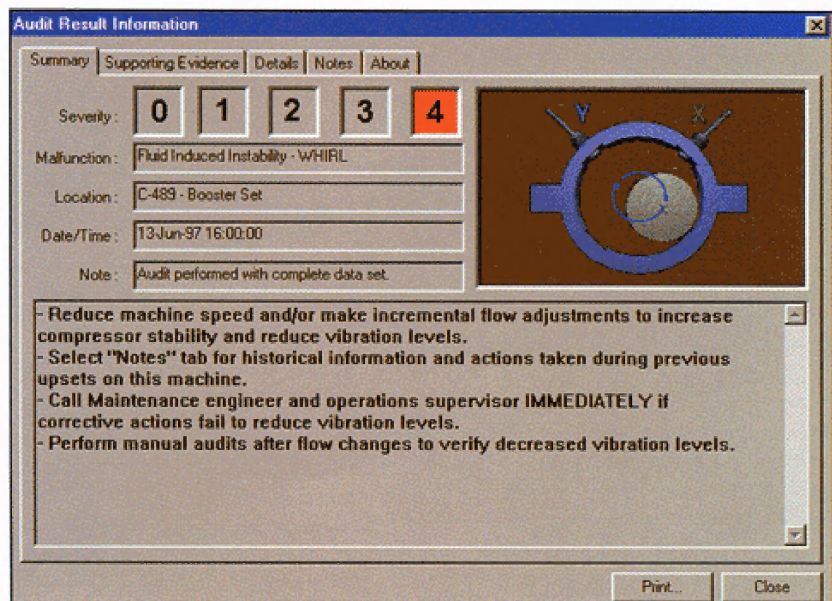 Audit Result Information
Summary Supporting Evidence Details Notes About
Severity: 0 1 2 3 4
Malfunction: Fluid Induced Instability - WHIRL
Location: C-489 - Booster Set
Date/Time: 13-Jun-97 16:00:00
Note: Audit performed with complete data set.
Y X
- Reduce machine speed and/or make incremental flow adjustments to increase
compressor stability and reduce vibration levels.
- Select "Notes" tab for historical information and actions taken during previous
upsets on this machine.
- Call Maintenance engineer and operations supervisor IMMEDIATELY if
corrective actions fail to reduce vibration levels.
- Perform manual audits after flow changes to verify decreased vibration levels.
Print... Close